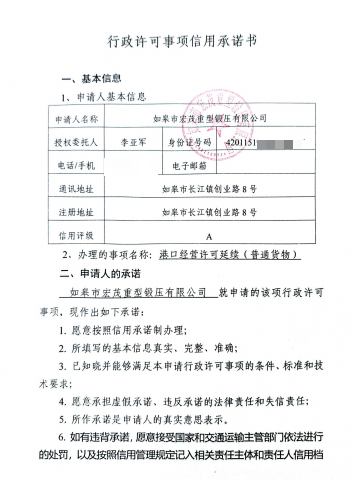 行政许可事项信用承诺书
一、基本信息
1、申请人基本信息
申请人名称 如皋市宏茂重型锻压有限公司
授权委托人 李亚军 身份证号码 4201151
电话/手机 电子邮箱
通讯地址 如皋市长江镇创业路 8 号
注册地址 如皋市长江镇创业路 8 号
信用评级 A
2、办理的事项名称：港口经营许可延续（普通货物）
二、申请人的承诺
如皋市宏茂重型锻压有限公司 就申请的该项行政许可
事项，现作出如下承诺：
1. 愿意按照信用承诺制办理；
2. 所填写的基本信息真实、完整、准确；
3. 已知晓并能够满足本申请行政许可事项的条件、标准和技
术要求；
4. 愿意承担虚假承诺、违反承诺的法律责任和失信责任；
5. 所作承诺是申请人的真实意思表示。
6. 如有违背承诺，愿意接受国家和交通运输主管部门依法进行
的处罚，以及按照信用管理规定记入相关责任主体和责任人信用档